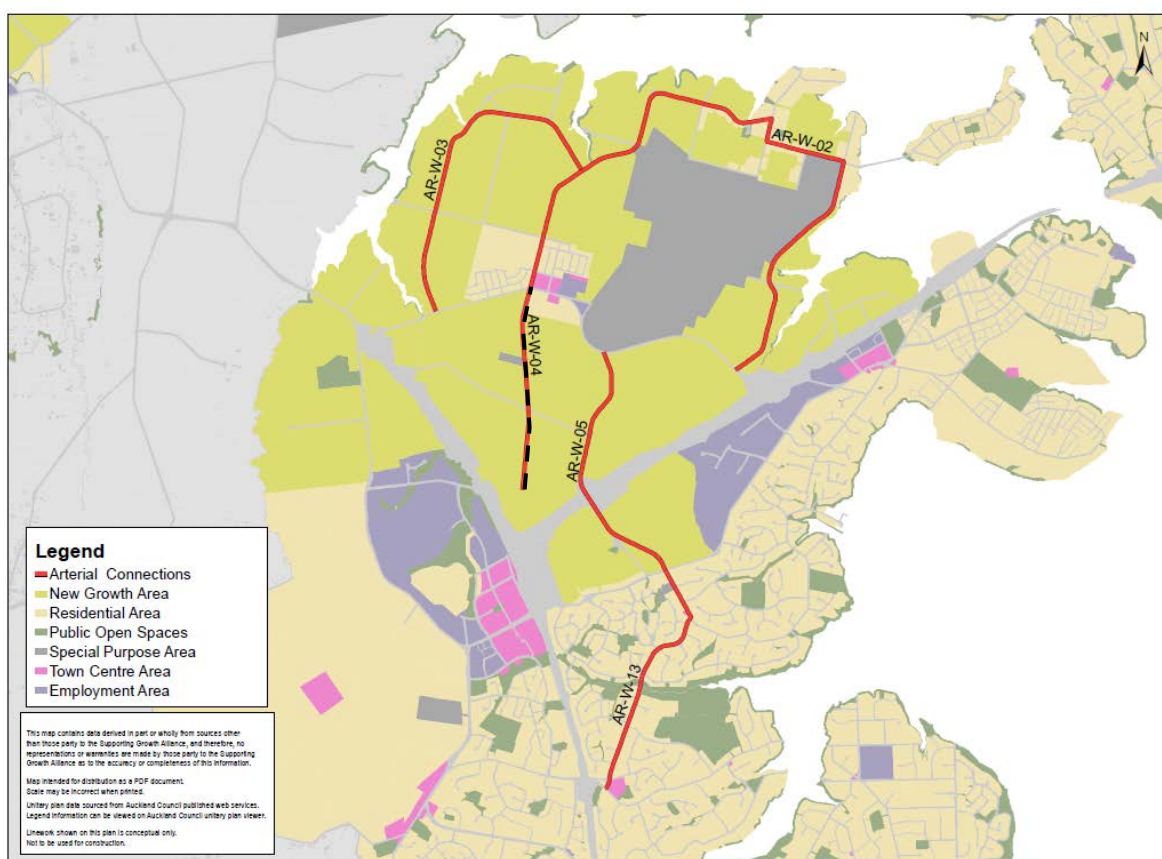 N
AR-W-02
AR-W-03
AR-W-04
AR-W-05
AR-W-13
Legend
Arterial Connections
New Growth Area
Residential Area
Public Open Spaces
Special Purpose Area
Town Centre Area
Employment Area
This map contains data derived in part or wholly from sources other
than those party to the Supporting Growth Alliance, and therefore, no
representations or warranties are made by those party to the Supporting
Growth Alliance as to the accuracy or completeness of this information.
Map intended for distribution as a PDF document.
Scale may be incorrect when printed.
Unitary plan data sourced from Auckland Council published web services.
Legend information can be viewed on Auckland Council unitary plan viewer.
Linework shown on this plan is conceptual only.
Not to be used for construction.